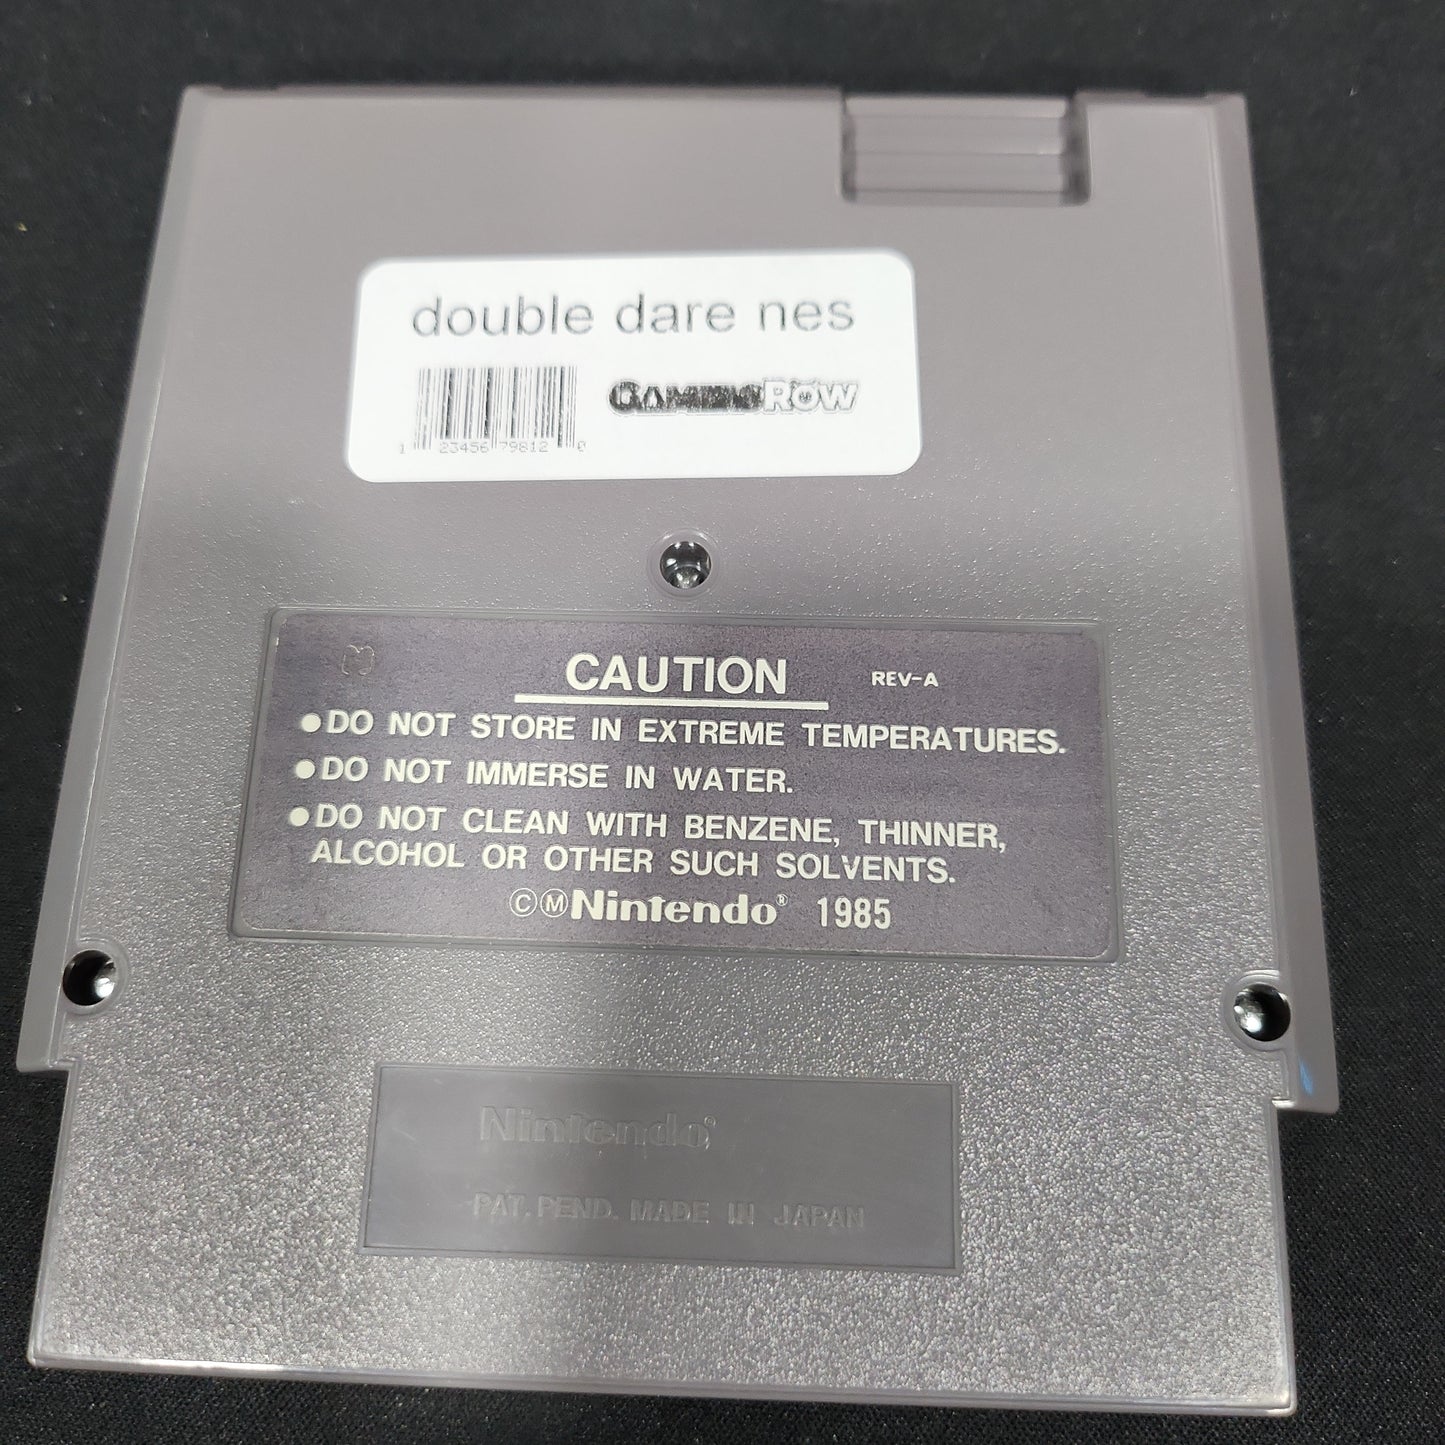 double dare nes
GAMINGROW
1 23456 79812 0
CAUTION REV-A
●DO NOT STORE IN EXTREME TEMPERATURES.
●DO NOT IMMERSE IN WATER.
●DO NOT CLEAN WITH BENZENE, THINNER,
ALCOHOL OR OTHER SUCH SOLVENTS.
©ⓂNintendo® 1985
Nintendo®
PAT. PEND. MADE IN JAPAN